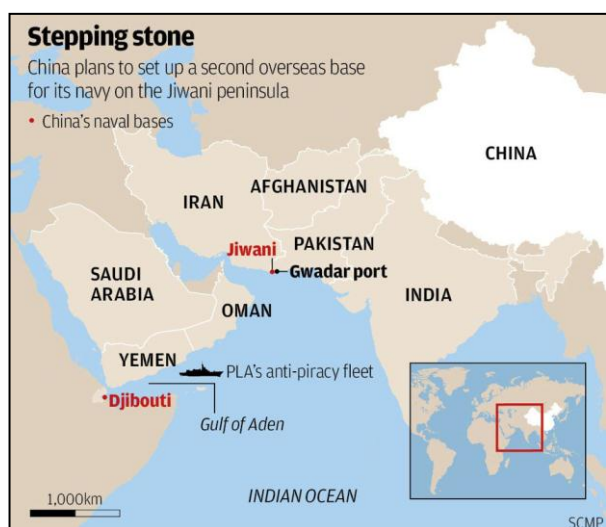 Stepping stone
China plans to set up a second overseas base
for its navy on the Jiwani peninsula
• China's naval bases
CHINA
AFGHANISTAN
IRAN
PAKISTAN
Jiwani
Gwadar port
SAUDI
ARABIA
INDIA
OMAN
YEMEN
PLA's anti-piracy fleet
Djibouti
Gulf of Aden
1,000km
INDIAN OCEAN
SCMP